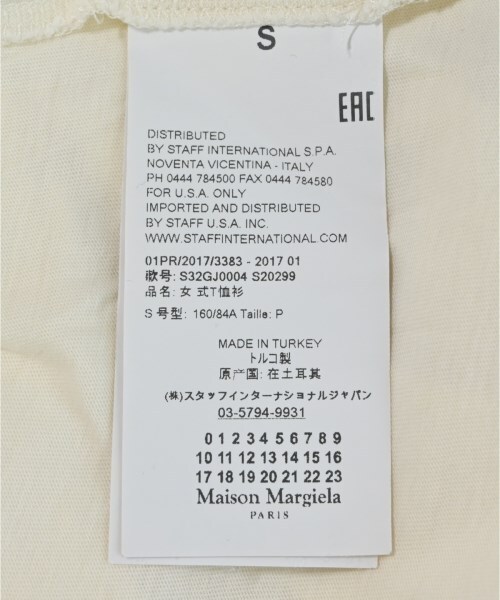 S
EAC
DISTRIBUTED
BY STAFF INTERNATIONAL S.P.A.
NOVENTA VICENTINA - ITALY
PH 0444 784500 FAX 0444 784580
FOR U.S.A. ONLY
IMPORTED AND DISTRIBUTED
BY STAFF U.S.A. INC.
WWW.STAFFINTERNATIONAL.COM
01PR/2017/3383 - 2017 01
款号: S32GJ0004 S20299
品名: 女 式T恤衫
S 号型: 160/84A Taille: P
MADE IN TURKEY
トルコ製
原产国: 在土耳其
(株)スタッフインターナショナルジャパン
03-5794-9931
0 1 2 3 4 5 6 7 8 9
10 11 12 13 14 15 16
17 18 19 20 21 22 23
Maison Margiela
PARIS